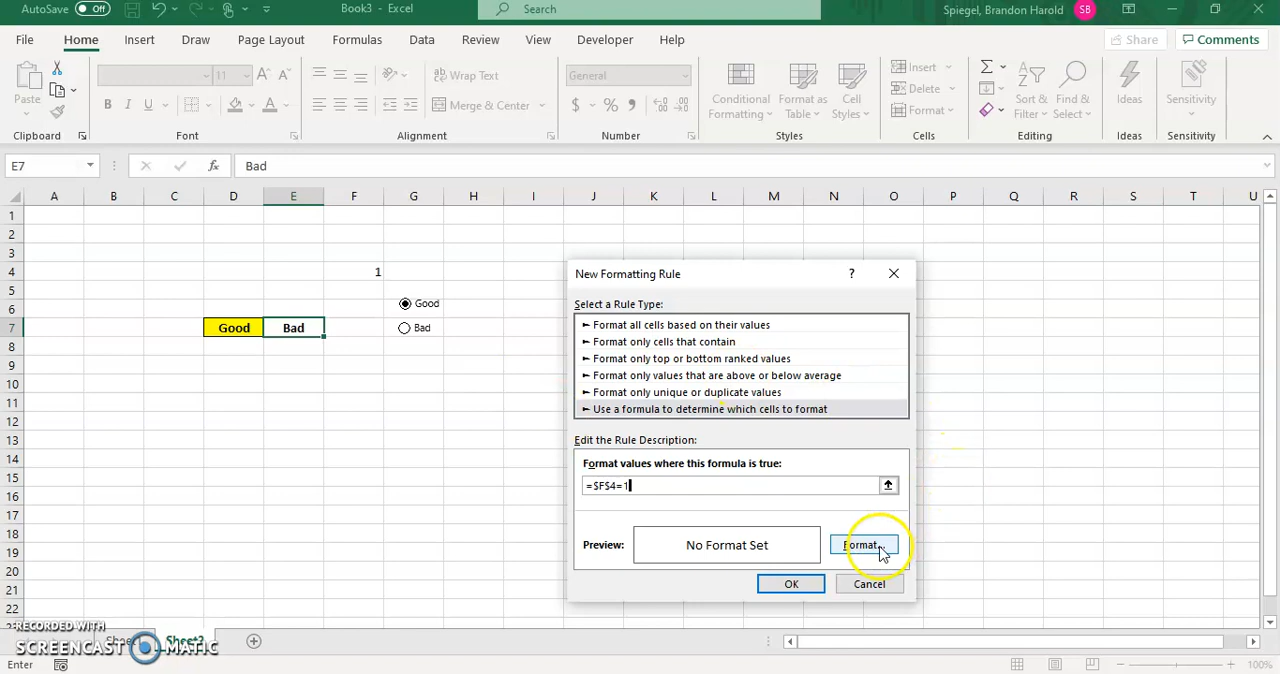 AutoSave Off Book3 - Excel Search Spiegel, Brandon Harold SB
File Home Insert Draw Page Layout Formulas Data Review View Developer Help Share Comments
Paste 11 Wrap Text General Conditional Formatting Format as Table Cell Styles Insert Sort & Filter Find & Select Ideas Sensitivity
B I U Merge & Center $ % Delete
Format
Clipboard Font Alignment Number Styles Cells Editing Ideas Sensitivity
E7 fx Bad
A B C D E F G H I J K L M N O P Q R S T U
1
2
3
4 1
5
6 Good
7 Good Bad Bad
8
9
10
11
12
13
14
15
16
17
18
19
20
21
22
New Formatting Rule ? ×
Select a Rule Type:
► Format all cells based on their values
► Format only cells that contain
► Format only top or bottom ranked values
► Format only values that are above or below average
► Format only unique or duplicate values
► Use a formula to determine which cells to format
Edit the Rule Description:
Format values where this formula is true:
=$F$4=1
Preview: No Format Set Format...
OK Cancel
RECORDED WITH
SCREENCAST MATIC
Enter 100%